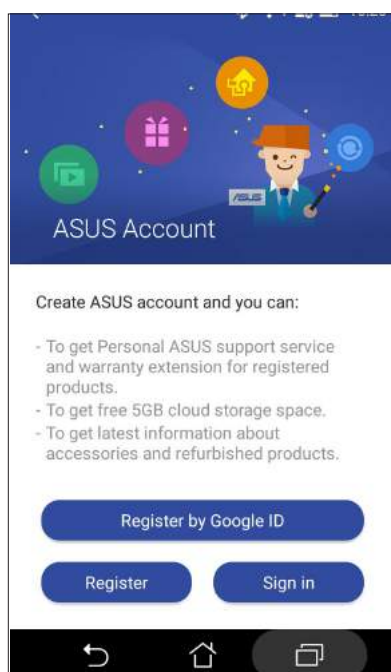 ASUS
ASUS Account
Create ASUS account and you can:
- To get Personal ASUS support service
and warranty extension for registered
products.
- To get free 5GB cloud storage space.
- To get latest information about
accessories and refurbished products.
Register by Google ID
Register
Sign in